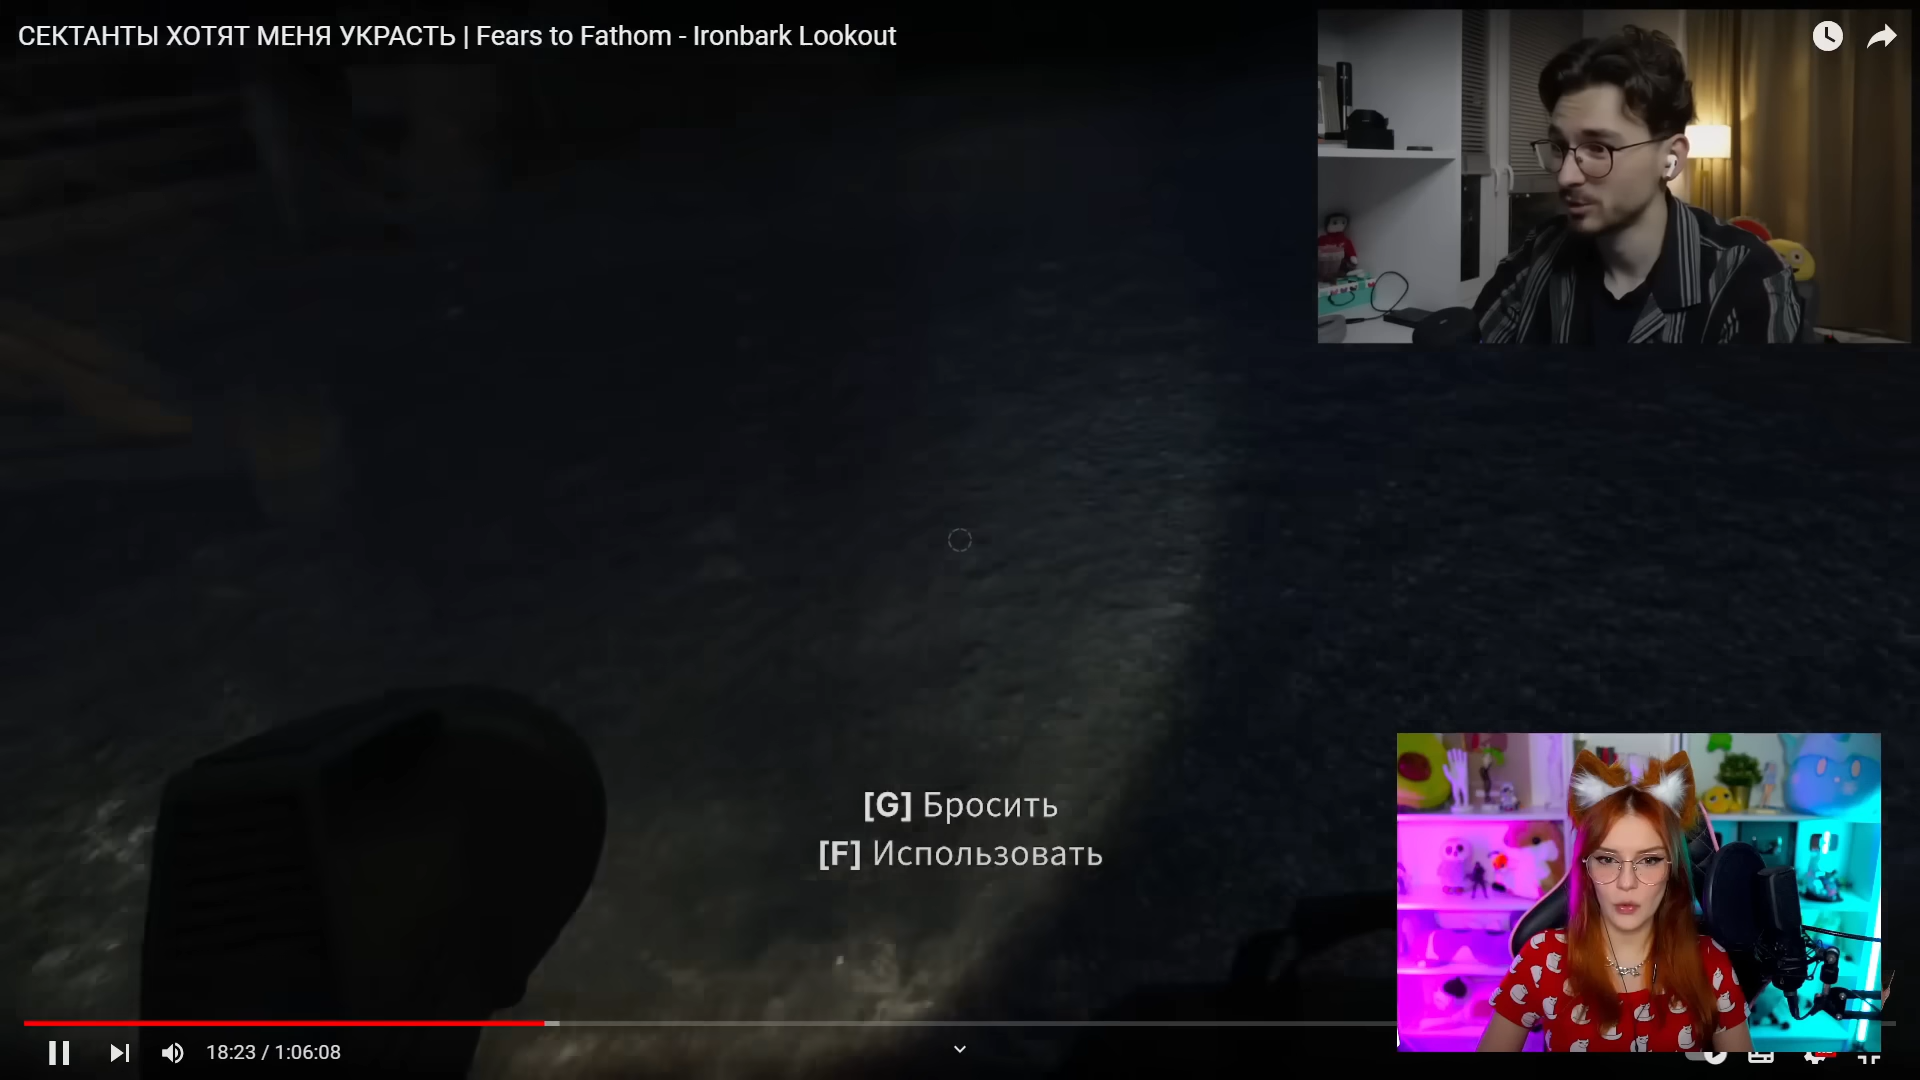 СЕКТАНТЫ ХОТЯТ МЕНЯ УКРАСТЬ | Fears to Fathom - Ironbark Lookout
[G] Бросить
[F] Использовать
18:23 / 1:06:08